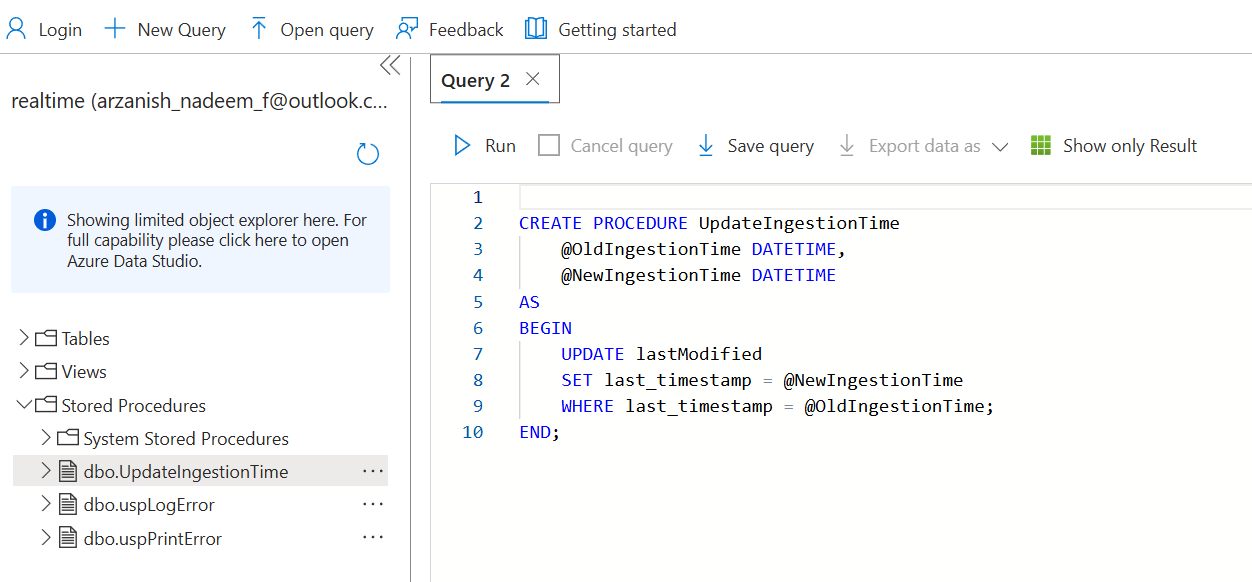 Login New Query Open query Feedback Getting started
realtime (arzanish_nadeem_f@outlook.c...
Showing limited object explorer here. For
full capability please click here to open
Azure Data Studio.
Tables
Views
Stored Procedures
System Stored Procedures
dbo.UpdateIngestionTime ...
dbo.uspLogError ...
dbo.uspPrintError ...
Query 2
Run Cancel query Save query Export data as Show only Result
1
2 CREATE PROCEDURE UpdateIngestionTime
3 @OldIngestionTime DATETIME,
4 @NewIngestionTime DATETIME
5 AS
6 BEGIN
7 UPDATE lastModified
8 SET last_timestamp = @NewIngestionTime
9 WHERE last_timestamp = @OldIngestionTime;
10 END;